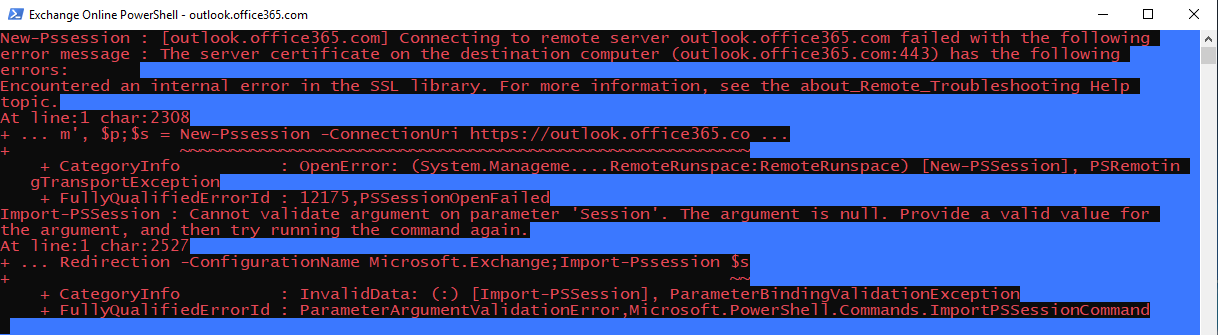 Exchange Online PowerShell - outlook.office365.com
New-Pssession : [outlook.office365.com] Connecting to remote server outlook.office365.com failed with the following
error message : The server certificate on the destination computer (outlook.office365.com:443) has the following
errors:
Encountered an internal error in the SSL library. For more information, see the about_Remote_Troubleshooting Help
topic.
At line:1 char:2308
+ ... m', $p;$s = New-Pssession -ConnectionUri https://outlook.office365.co ...
+                 ~~~~~~~~~~~~~~~~~~~~~~~~~~~~~~~~~~~~~~~~~~~~~~~~~~~~~~~~~
    + CategoryInfo          : OpenError: (System.Manageme....RemoteRunspace:RemoteRunspace) [New-PSSession], PSRemotin
   gTransportException
    + FullyQualifiedErrorId : 12175,PSSessionOpenFailed
Import-PSSession : Cannot validate argument on parameter 'Session'. The argument is null. Provide a valid value for
the argument, and then try running the command again.
At line:1 char:2527
+ ... Redirection -ConfigurationName Microsoft.Exchange;Import-Pssession $s
+                                                                        ~~
    + CategoryInfo          : InvalidData: (:) [Import-PSSession], ParameterBindingValidationException
    + FullyQualifiedErrorId : ParameterArgumentValidationError,Microsoft.PowerShell.Commands.ImportPSSessionCommand